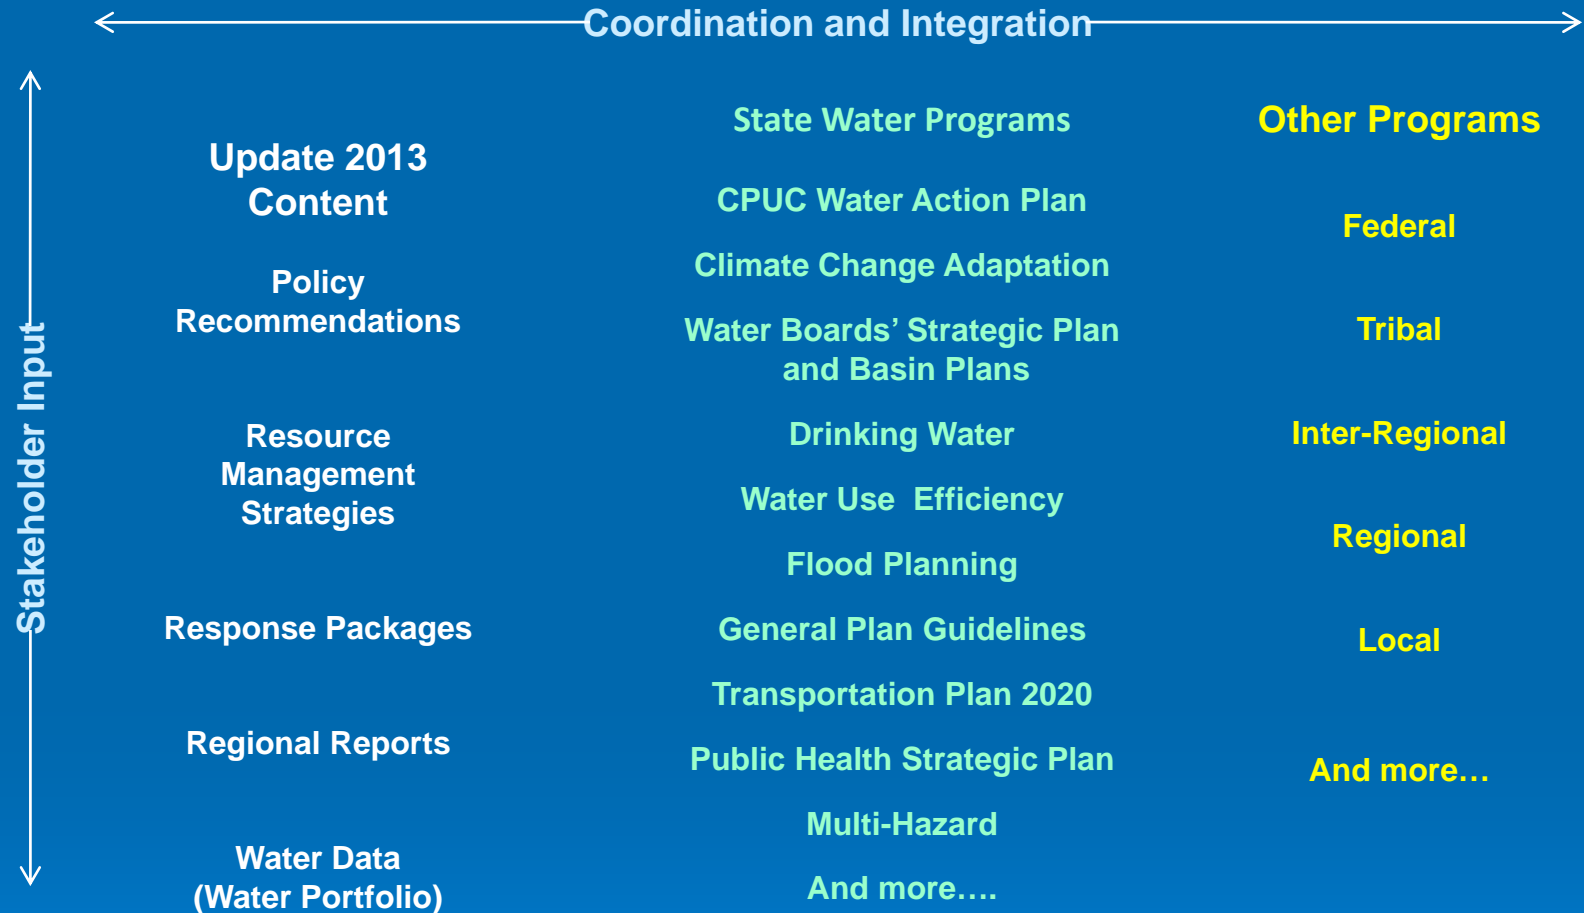 Coordination and Integration
Stakeholder Input
Update 2013
Content
Policy
Recommendations
Resource
Management
Strategies
Response Packages
Regional Reports
Water Data
(Water Portfolio)
State Water Programs
CPUC Water Action Plan
Climate Change Adaptation
Water Boards’ Strategic Plan
and Basin Plans
Drinking Water
Water Use  Efficiency
Flood Planning
General Plan Guidelines
Transportation Plan 2020
Public Health Strategic Plan
Multi-Hazard
And more….
Other Programs
Federal
Tribal
Inter-Regional
Regional
Local
And more…